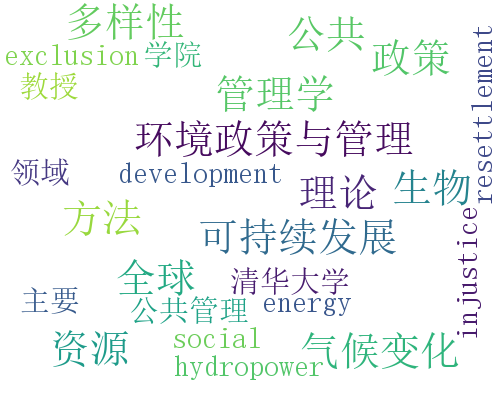 多样性
公共
exclusion
学院
政策
教授
管理学
resettlement
环境政策与管理
领域
development
理论
生物
方法
可持续发展
injustice
全球
清华大学
主要
公共管理
energy
资源
social
气候变化
hydropower